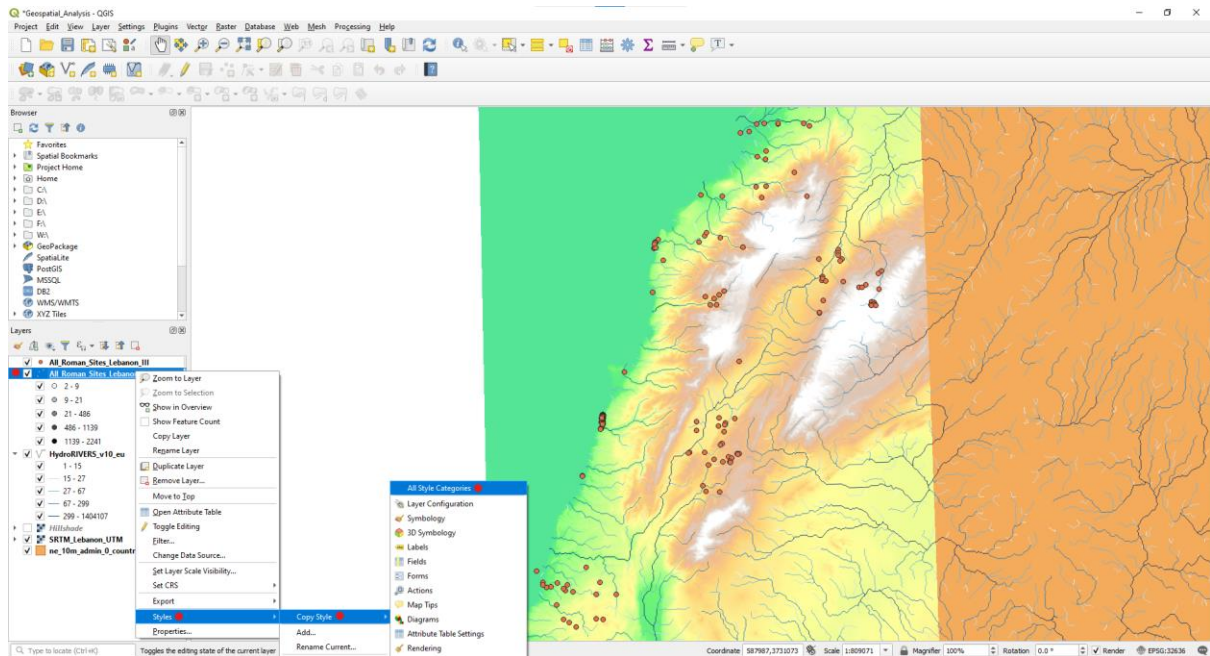 *Geospatial_Analysis - QGIS
Project Edit View Layer Settings Plugins Vector Raster Database Web Mesh Processing Help
Browser
Favorites
Spatial Bookmarks
Project Home
Home
C:\
D:\
E:\
F:\
W:\
GeoPackage
SpatiaLite
PostGIS
MSSQL
DB2
WMS/WMTS
XYZ Tiles
Layers
All_Roman_Sites_Lebanon_III
All_Roman_Sites_Lebanon
2 - 9
9 - 21
21 - 486
486 - 1139
1139 - 2241
HydroRIVERS_v10_eu
1 - 15
15 - 27
27 - 67
67 - 299
299 - 1404107
Hillshade
SRTM_Lebanon_UTM
ne_10m_admin_0_countr
Zoom to Layer
Zoom to Selection
Show in Overview
Show Feature Count
Copy Layer
Rename Layer
Duplicate Layer
Remove Layer...
Move to Top
Open Attribute Table
Toggle Editing
Filter...
Change Data Source...
Set Layer Scale Visibility...
Set CRS
Export
Styles
Properties...
Copy Style
Add...
Rename Current...
All Style Categories
Layer Configuration
Symbology
3D Symbology
Labels
Fields
Forms
Actions
Map Tips
Diagrams
Attribute Table Settings
Rendering
Type to locate (Ctrl+K) Toggles the editing state of the current layer Coordinate 587987,3731073 Scale 1:809071 Magnifier 100% Rotation 0.0 ° Render EPSG:32636